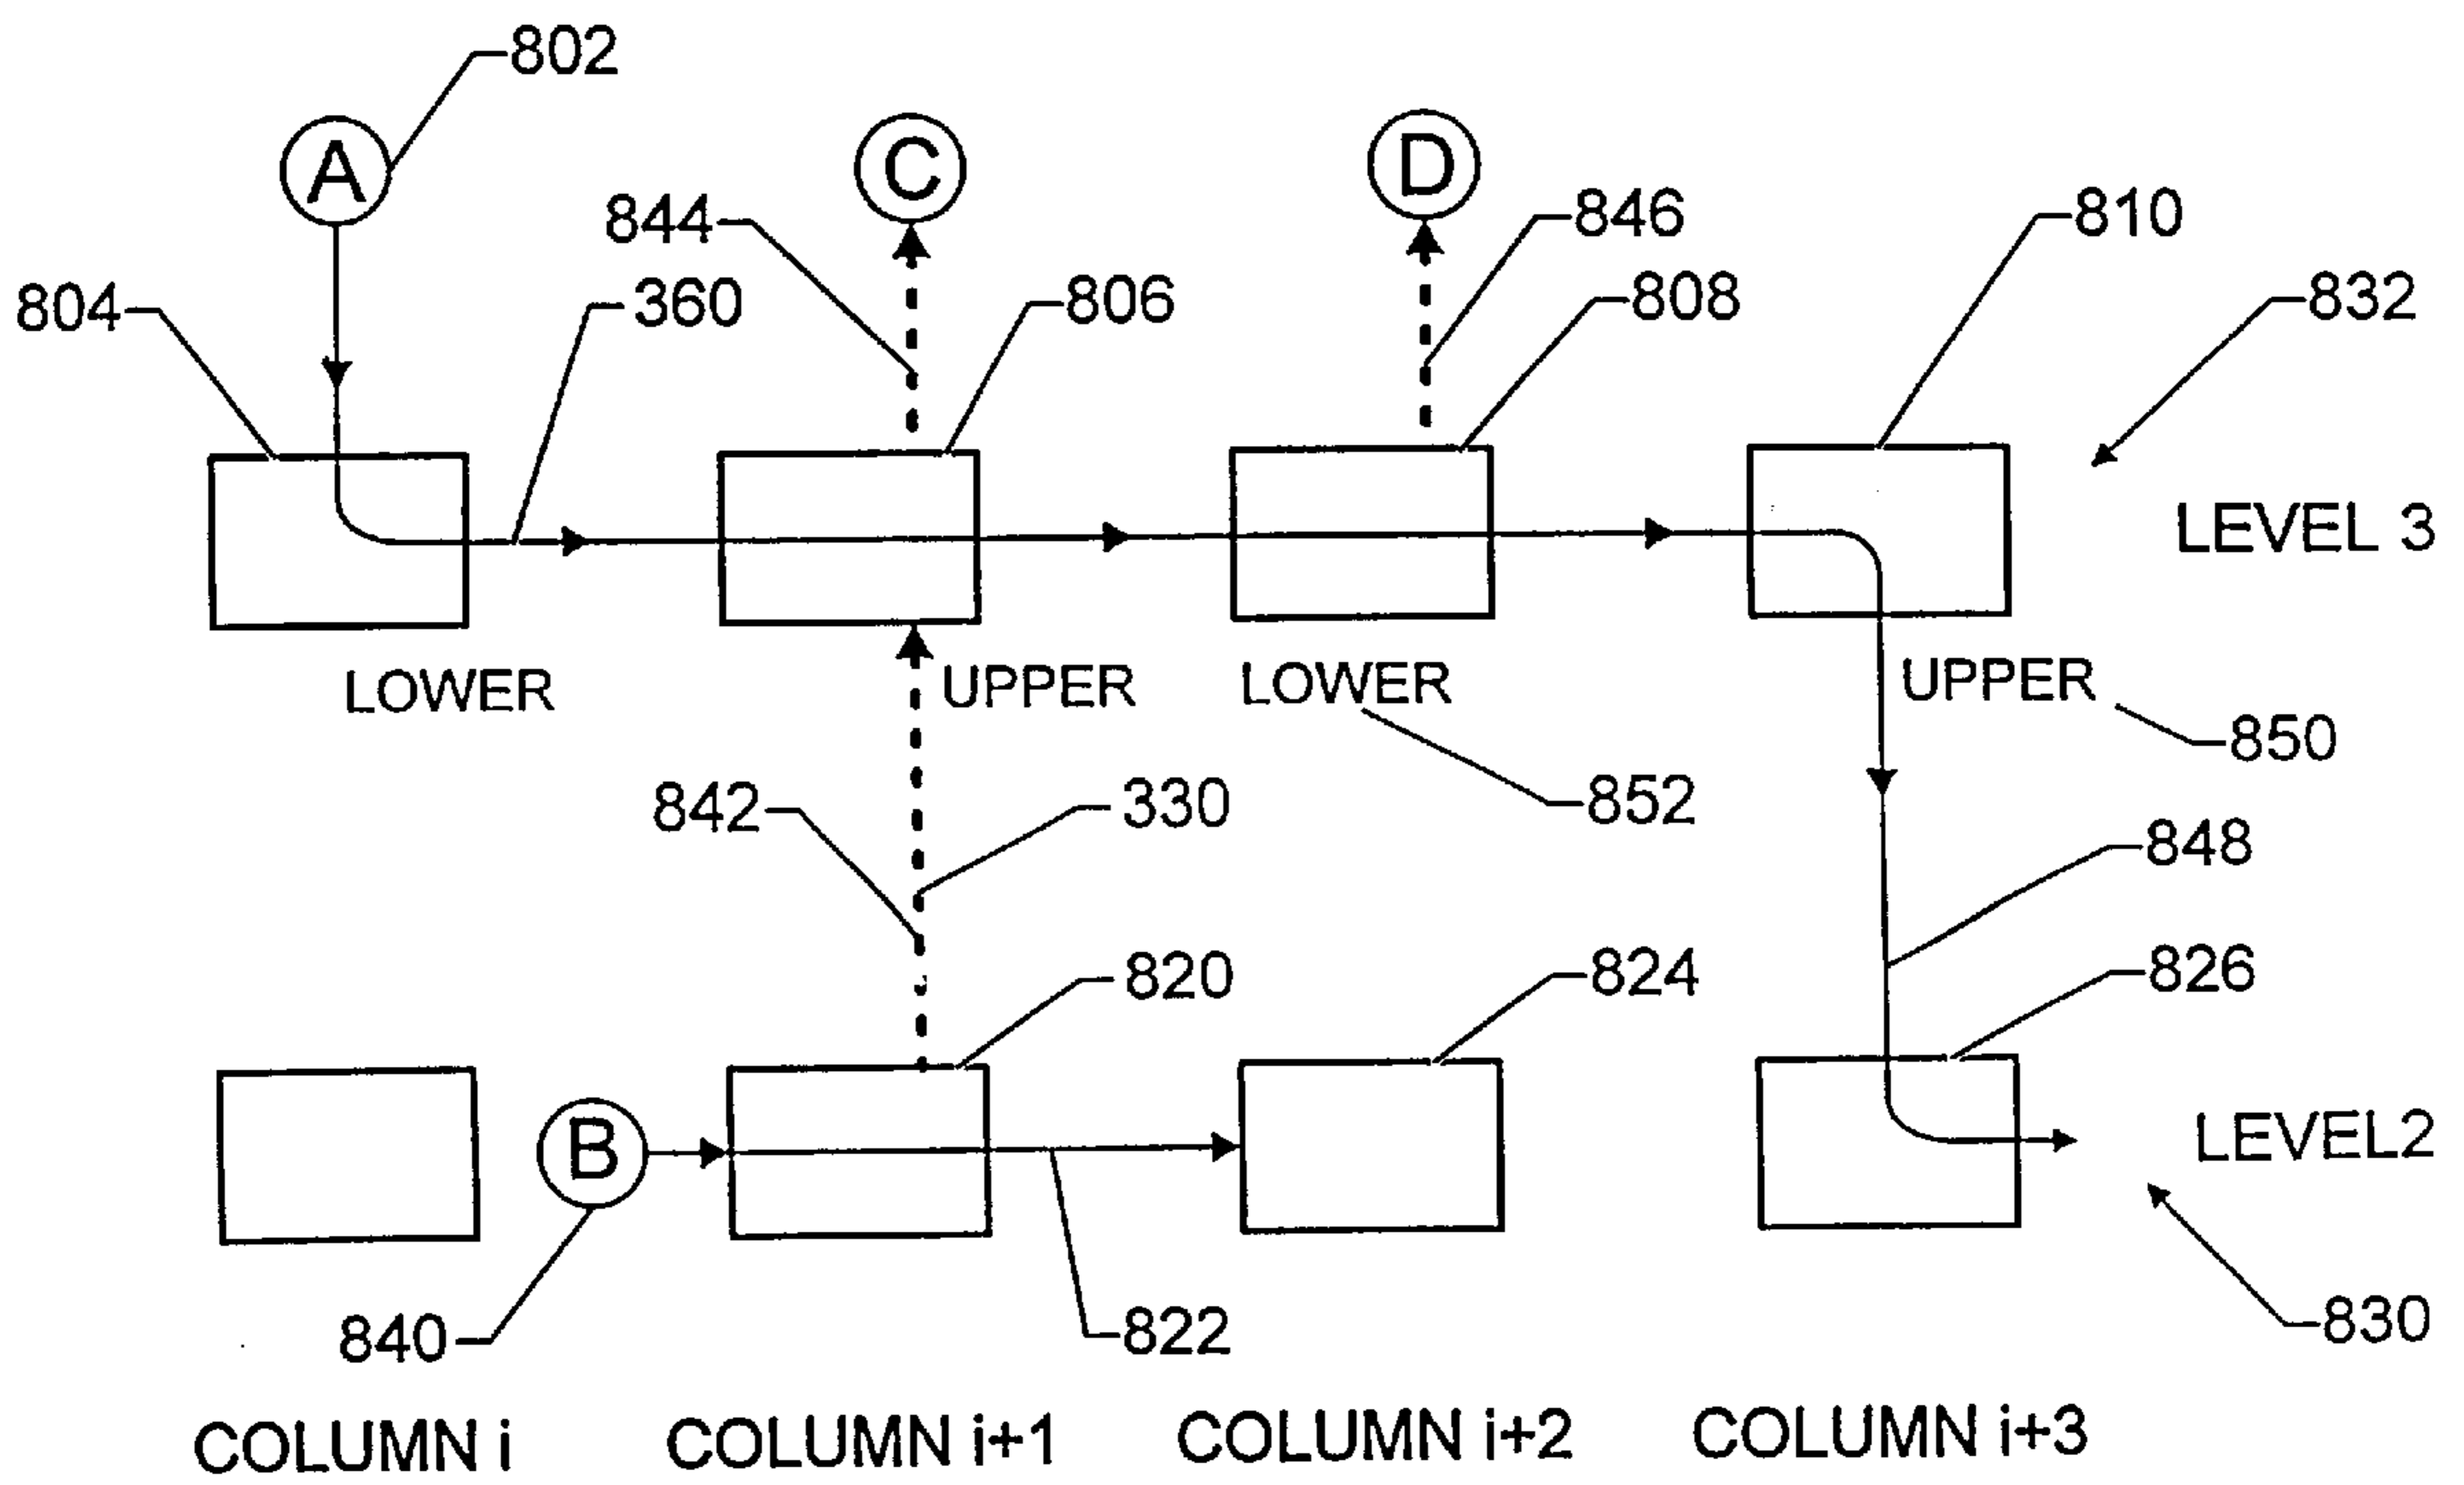 802
A
C
D
844
846
810
804
360
806
808
832
LEVEL 3
LOWER
UPPER
LOWER
UPPER
850
842
330
852
848
820
824
826
B
LEVEL2
840
822
830
COLUMN i
COLUMN i+1
COLUMN i+2
COLUMN i+3